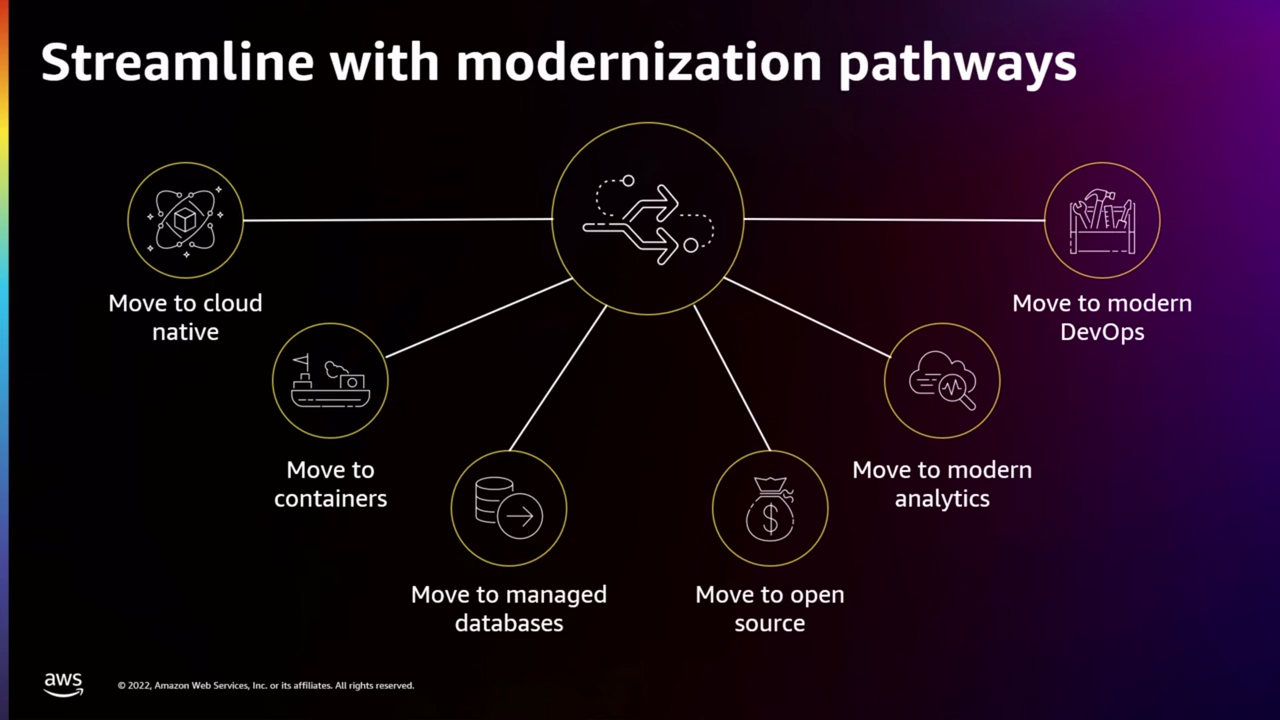 Streamline with modernization pathways
Move to cloud
native
Move to
containers
Move to managed
databases
$
Move to open
source
Move to modern
analytics
Move to modern
DevOps
aws
© 2022, Amazon Web Services, Inc. or its affiliates. All rights reserved.